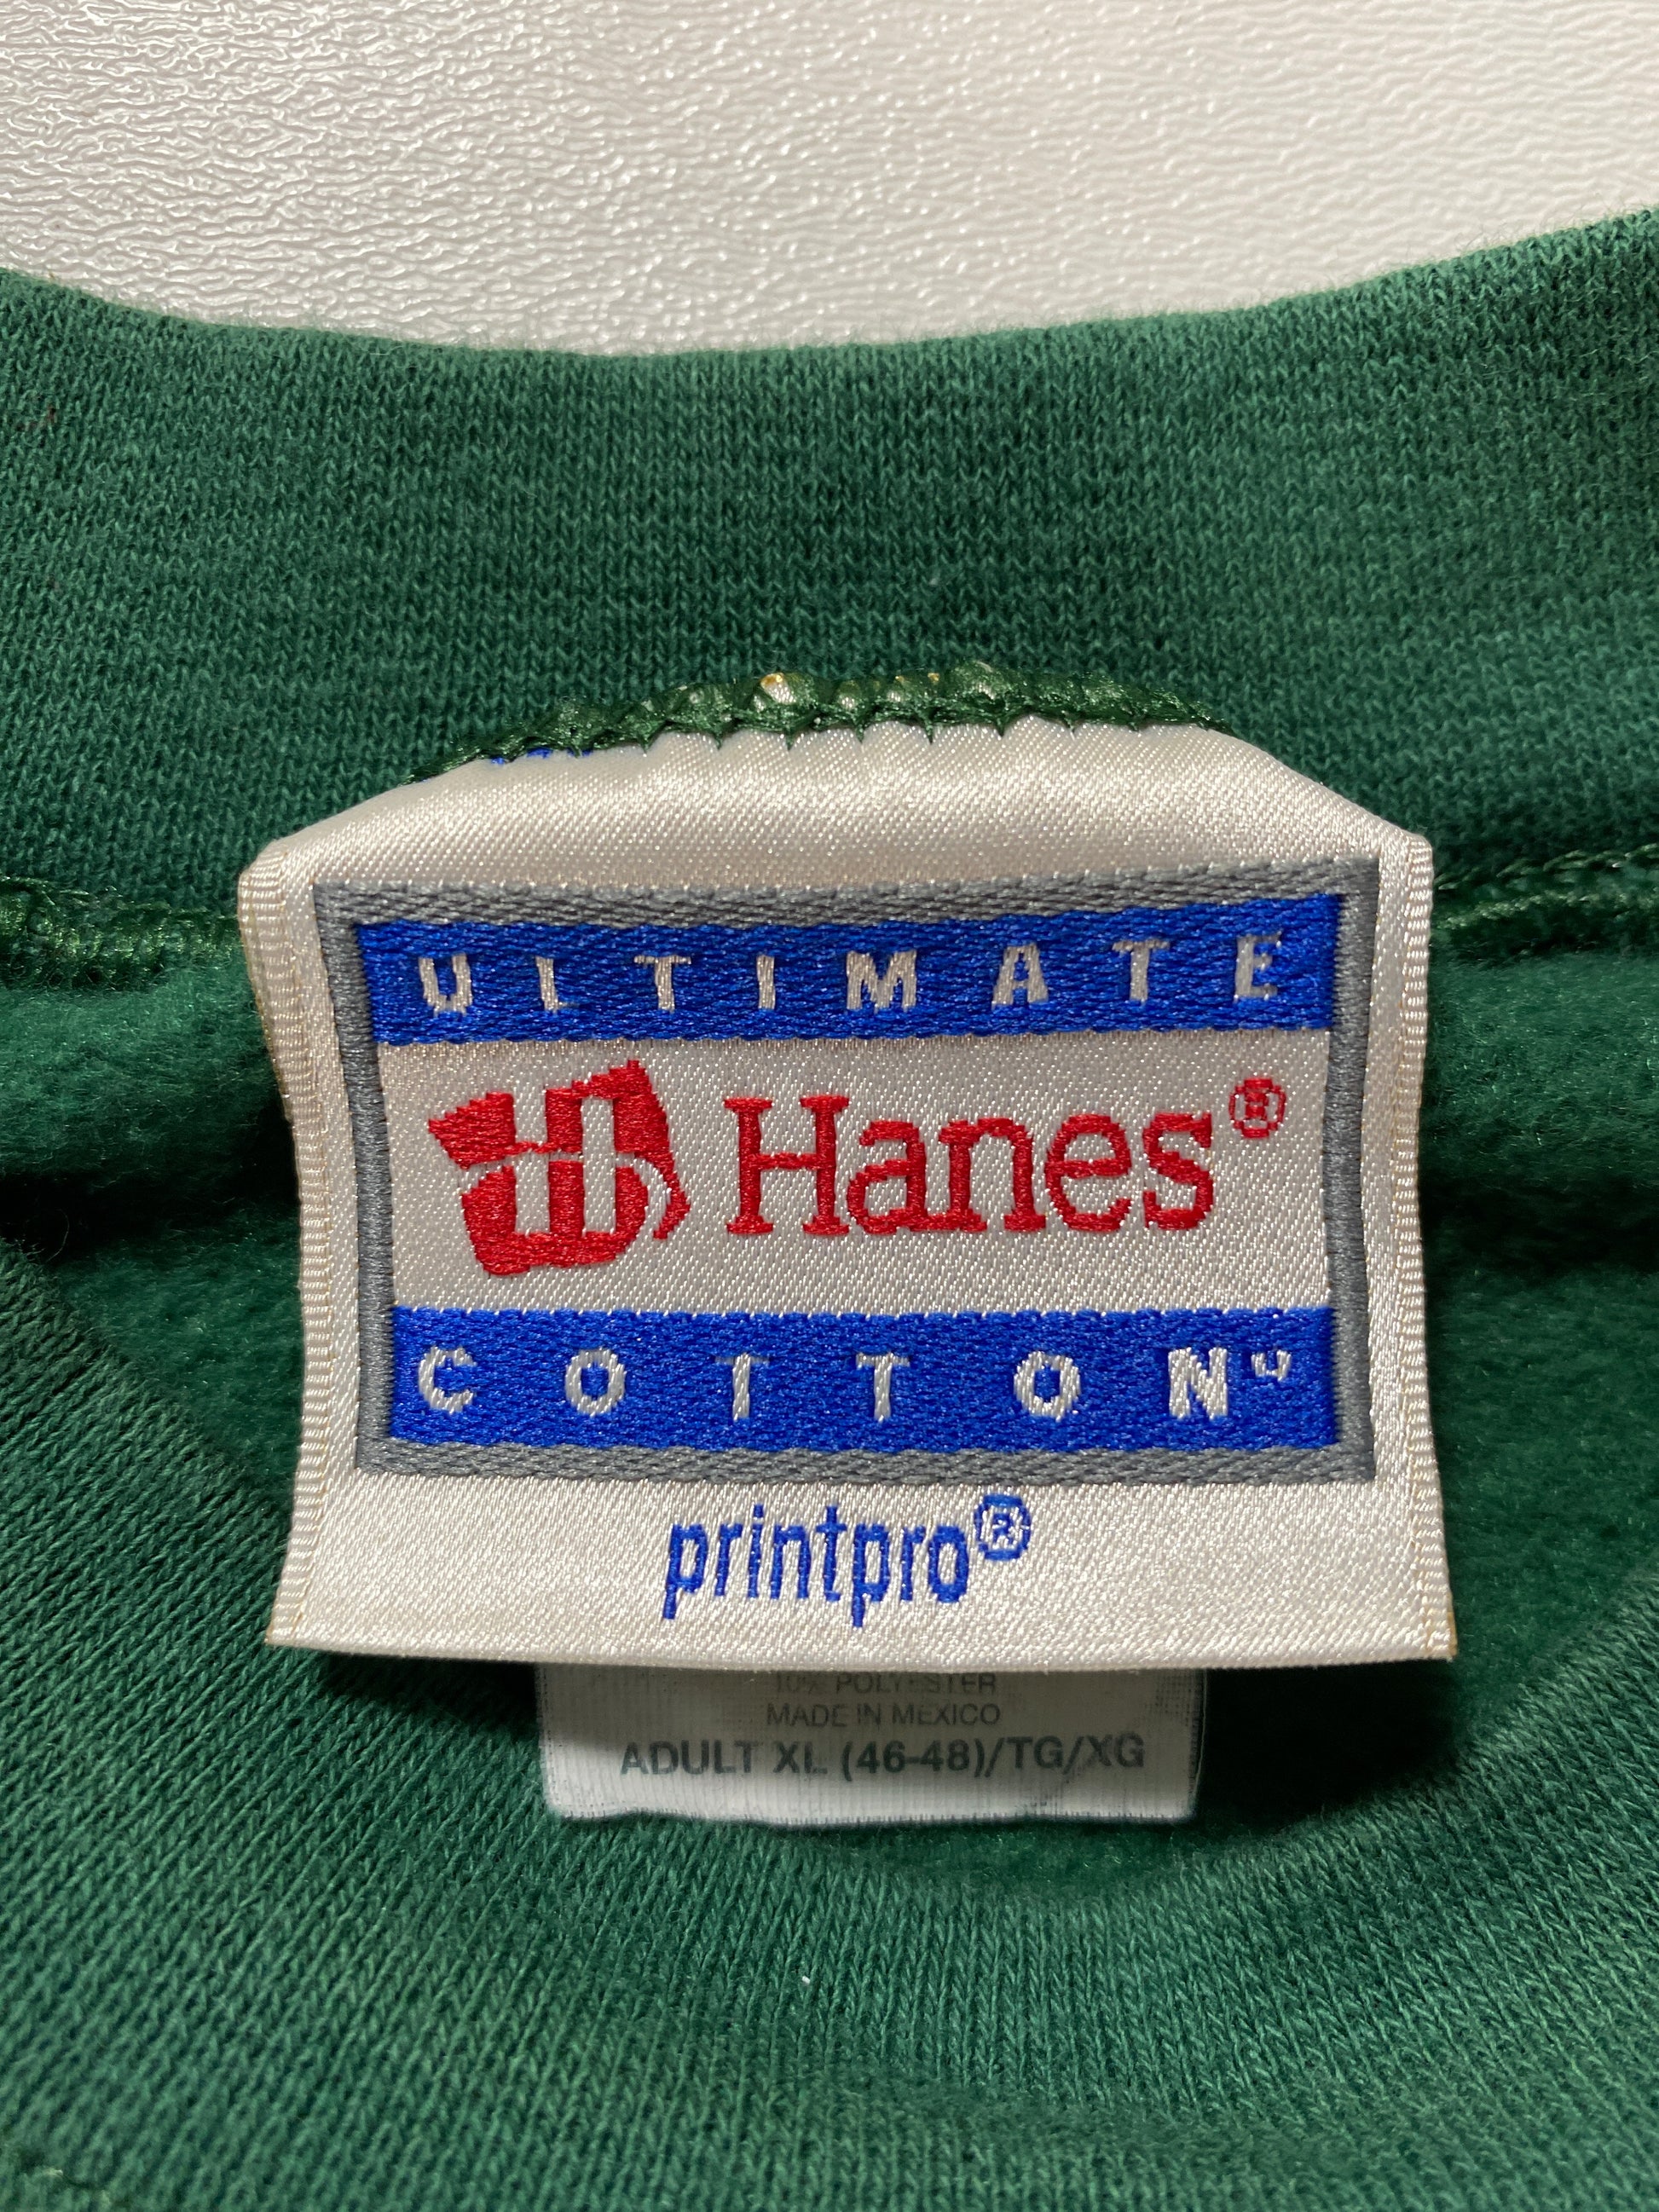 ULTIMATE
Hanes®
COTTON
printpro®
10% POLYESTER
MADE IN MEXICO
ADULT XL (46-48)/TG/XG